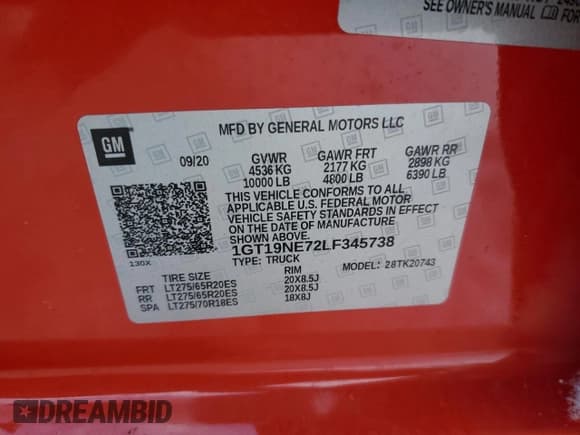 SEE OWNER'S MANUAL FOR
GM
MFD BY GENERAL MOTORS LLC
09/20 GVWR GAWR FRT GAWR RR
4536 KG 2177 KG 2898 KG
10000 LB 4800 LB 6390 LB
THIS VEHICLE CONFORMS TO ALL
APPLICABLE U.S. FEDERAL MOTOR
VEHICLE SAFETY STANDARDS IN EFFECT
ON THE DATE OF MANUFACTURE
SHOWN ABOVE.
1GT19NE72LF345738
130X TYPE: TRUCK MODEL: 28TK20743
TIRE SIZE RIM
FRT LT275/65R20ES 20X8.5J
RR LT275/65R20ES 20X8.5J
SPA LT275/70R18ES 18X8J
DREAMBID